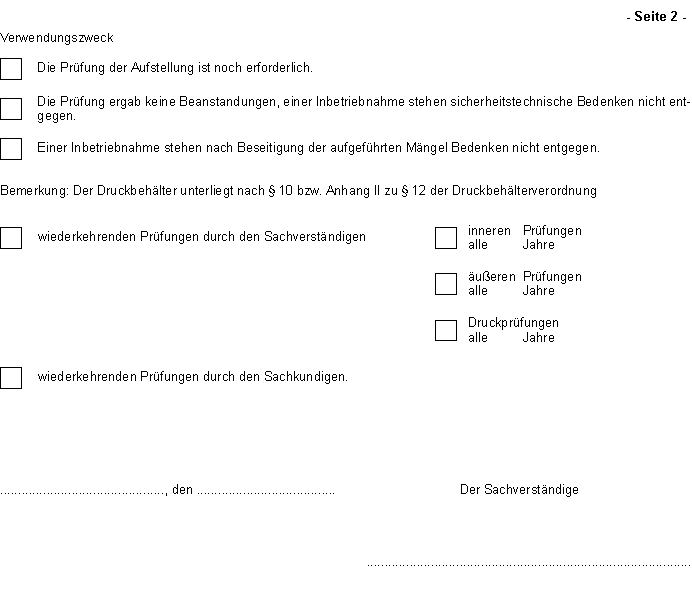 - Seite 2 -
Verwendungszweck
Die Prüfung der Aufstellung ist noch erforderlich.
Die Prüfung ergab keine Beanstandungen, einer Inbetriebnahme stehen sicherheitstechnische Bedenken nicht ent-
gegen.
Einer Inbetriebnahme stehen nach Beseitigung der aufgeführten Mängel Bedenken nicht entgegen.
Bemerkung: Der Druckbehälter unterliegt nach § 10 bzw. Anhang II zu § 12 der Druckbehälterverordnung
wiederkehrenden Prüfungen durch den Sachverständigen
inneren Prüfungen
alle Jahre
äußeren Prüfungen
alle Jahre
Druckprüfungen
alle Jahre
wiederkehrenden Prüfungen durch den Sachkundigen.
.............................................., den .......................................
Der Sachverständige
...........................................................................................